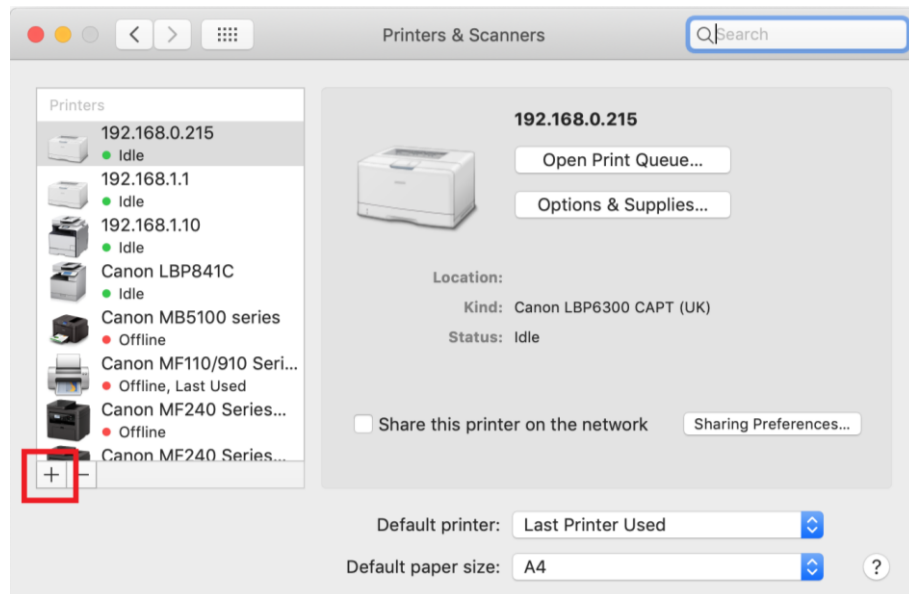 Printers & Scanners
Search
Printers
192.168.0.215
Idle
192.168.1.1
Idle
192.168.1.10
Idle
Canon LBP841C
Idle
Canon MB5100 series
Offline
Canon MF110/910 Seri...
Offline, Last Used
Canon MF240 Series...
Offline
Canon MF240 Series...
+ −
192.168.0.215
Open Print Queue...
Options & Supplies...
Location:
Kind: Canon LBP6300 CAPT (UK)
Status: Idle
Share this printer on the network
Sharing Preferences...
Default printer: Last Printer Used
Default paper size: A4
?